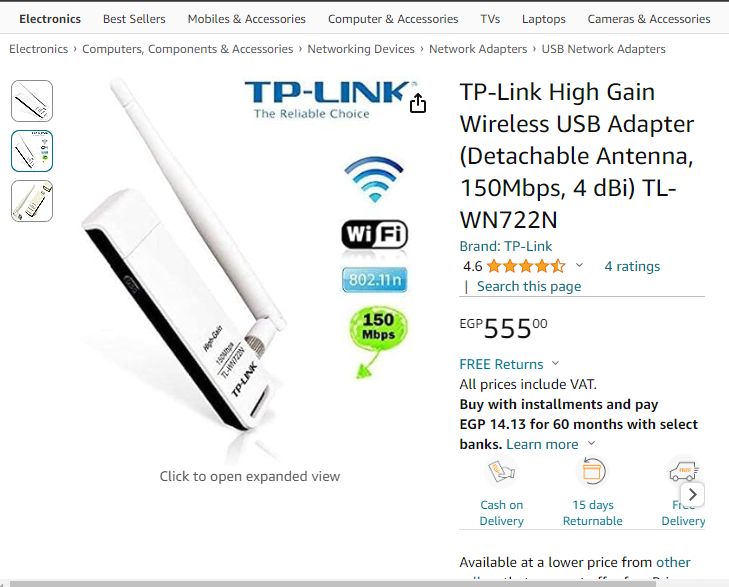 Electronics Best Sellers Mobiles & Accessories Computer & Accessories TVs Laptops Cameras & Accessories
Electronics › Computers, Components & Accessories › Networking Devices › Network Adapters › USB Network Adapters
TP-LINK®
The Reliable Choice
WiFi
802.11n
150
Mbps
High-Gain
150Mbps
TL-WN722N
TP-LINK
Click to open expanded view
TP-Link High Gain
Wireless USB Adapter
(Detachable Antenna,
150Mbps, 4 dBi) TL-
WN722N
Brand: TP-Link
4.6 4 ratings
| Search this page
EGP55500
FREE Returns
All prices include VAT.
Buy with installments and pay
EGP 14.13 for 60 months with select
banks. Learn more
Cash on
Delivery
15 days
Returnable
FREE
Free
Delivery
Available at a lower price from other